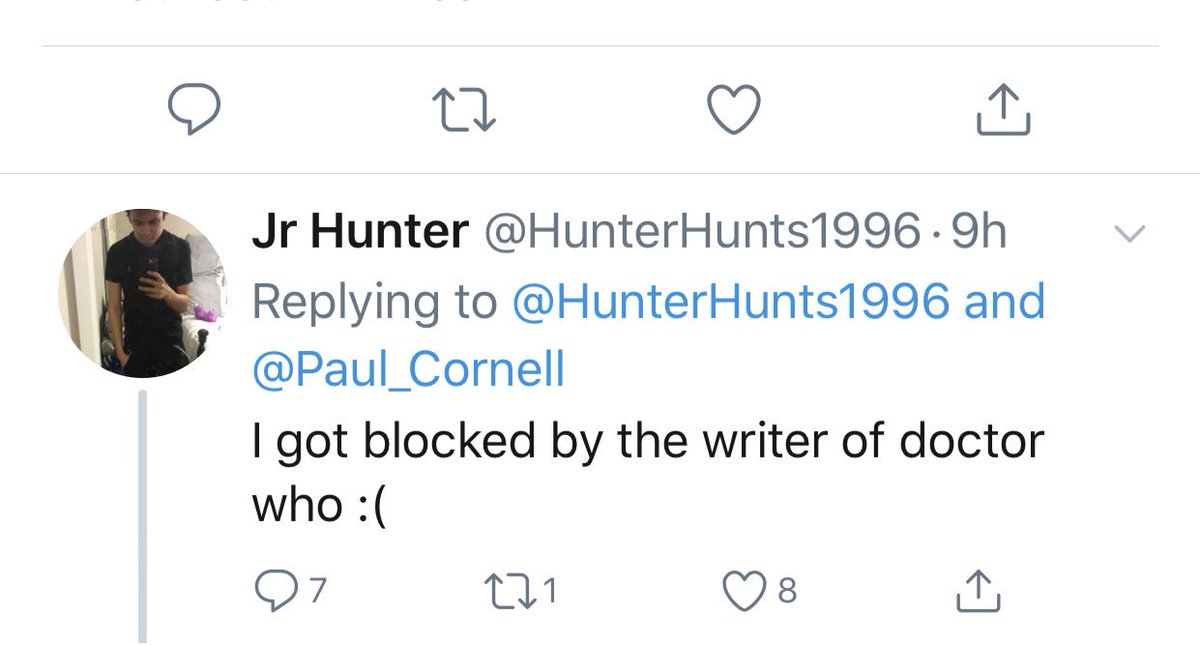 Jr Hunter @HunterHunts1996 · 9h
Replying to @HunterHunts1996 and
@Paul_Cornell
I got blocked by the writer of doctor
who :(
7 1 8